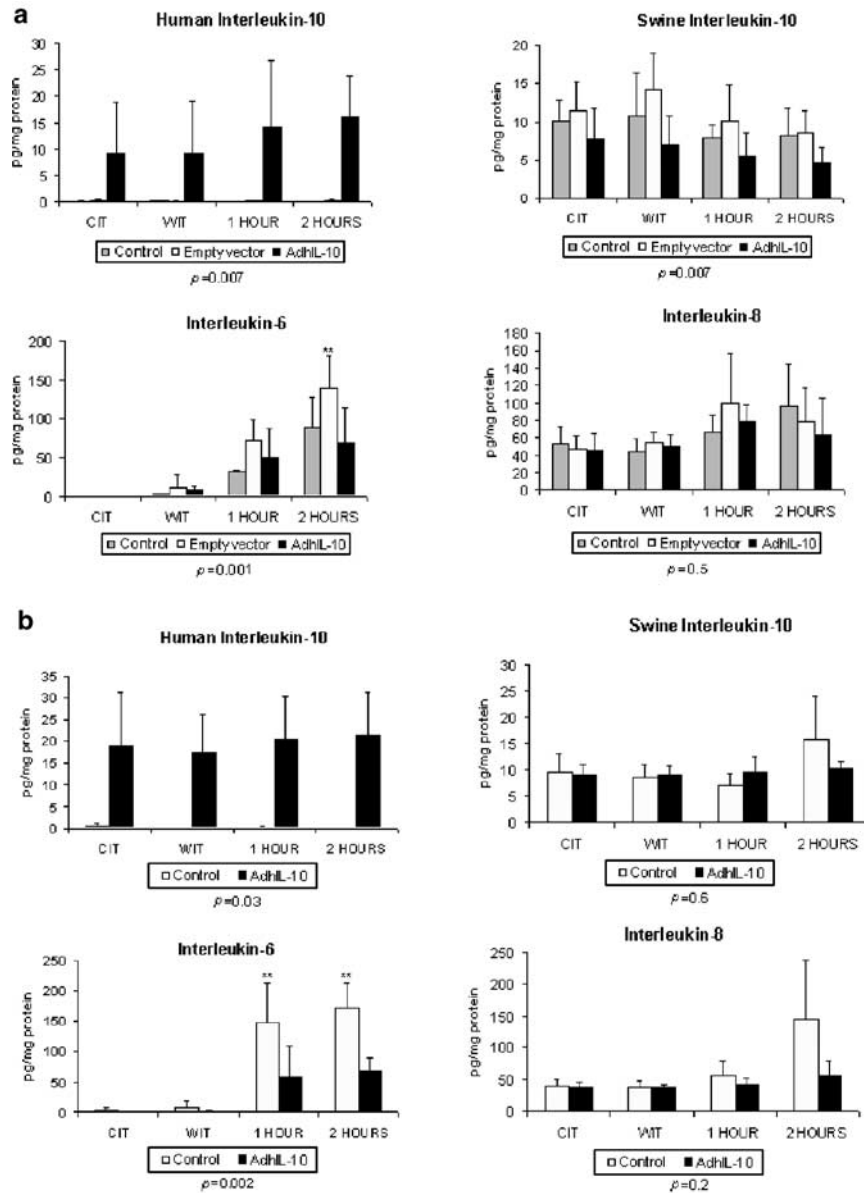 a
Human Interleukin-10
pg/mg protein
30
25
20
15
10
5
0
CIT WIT 1 HOUR 2 HOURS
Control Empty vector AdhIL-10
p=0.007
Swine Interleukin-10
pg/mg protein
20
15
10
5
0
CIT WIT 1 HOUR 2 HOURS
Control Empty vector AdhIL-10
p=0.007
Interleukin-6
pg/mg protein
200
150
100
50
0
**
CIT WIT 1 HOUR 2 HOURS
Control Empty vector AdhIL-10
p=0.001
Interleukin-8
pg/mg protein
180
160
140
120
100
80
60
40
20
0
CIT WIT 1 HOUR 2 HOURS
Control Empty vector AdhIL-10
p=0.5
b
Human Interleukin-10
pg/mg protein
35
30
25
20
15
10
5
0
CIT WIT 1 HOUR 2 HOURS
Control AdhIL-10
p=0.03
Swine Interleukin-10
pg/mg protein
30
25
20
15
10
5
0
CIT WIT 1 HOUR 2 HOURS
Control AdhIL-10
p=0.6
Interleukin-6
pg/mg protein
250
200
150
100
50
0
** **
CIT WIT 1 HOUR 2 HOURS
Control AdhIL-10
p=0.002
Interleukin-8
pg/mg protein
250
200
150
100
50
0
CIT WIT 1 HOUR 2 HOURS
Control AdhIL-10
p=0.2